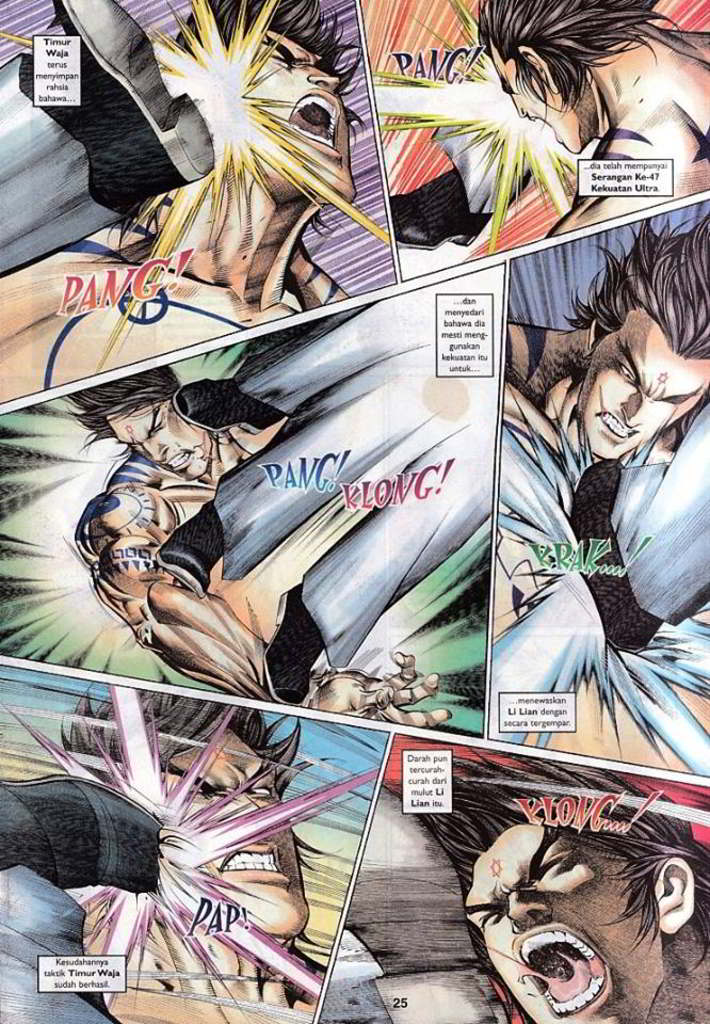 Timur
Waja
terus
menyimpan
rahsia
bahawa...
PANG!
PANG!
...dia telah mempunyai
Serangan Ke-47
Kekuatan Ultra.
...dan
menyedari
bahawa dia
mesti meng-
gunakan
kekuatan itu
untuk...
PANG!
KLONG!
KRAK....!
...menewaskan
Li Lian dengan
secara tergempar.
PAP!
Kesudahannya
taktik Timur Waja
sudah berhasil.
Darah pun
tercurah-
curah dari
mulut Li
Lian itu.
KLONG....!
25